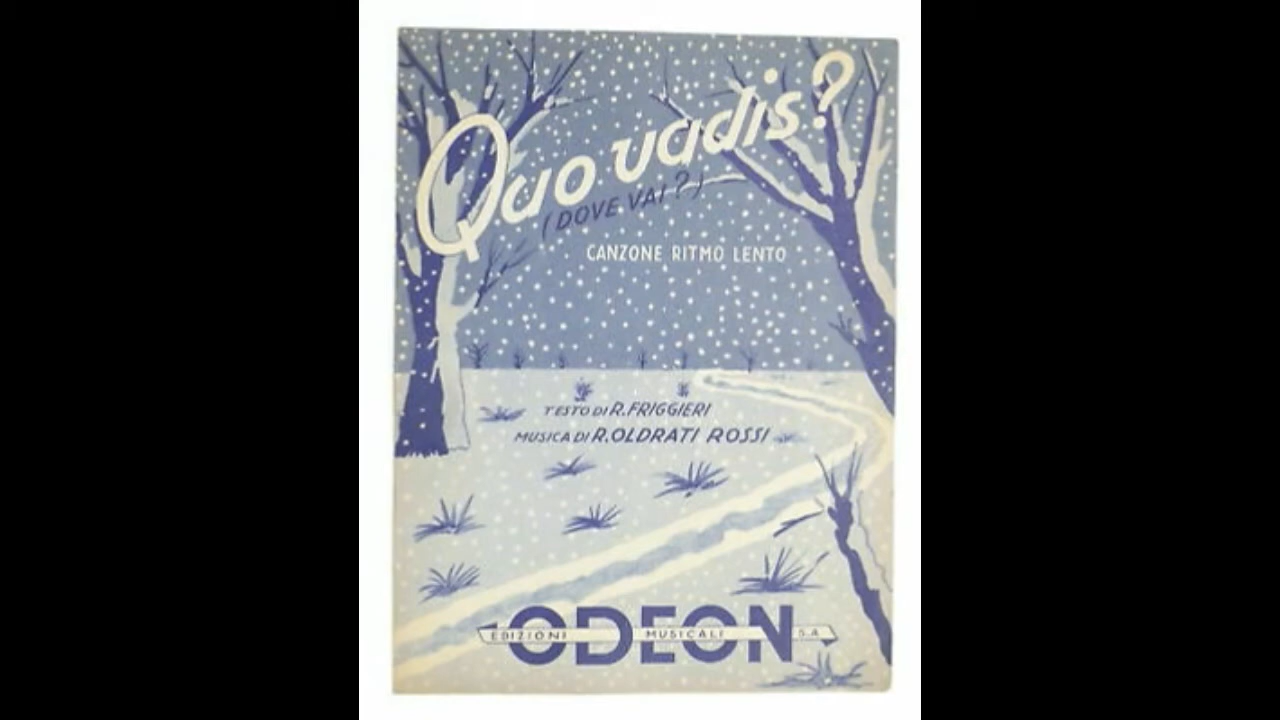 Quo vadis?
(DOVE VAI?)
CANZONE RITMO LENTO
TESTO DI R. FRIGGIERI
MUSICA DI R. OLDRATI ROSSI
ODEON
EDIZIONI MUSICALI S.A.